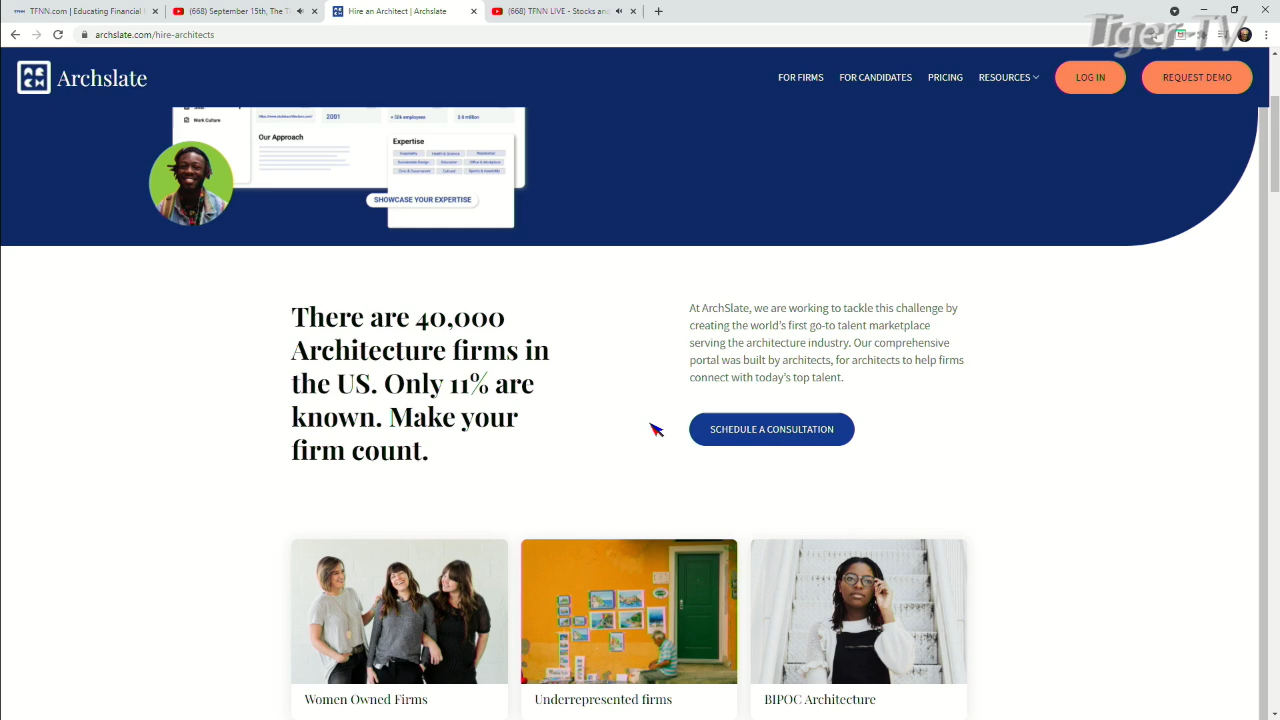 TFNN.com | Educating Financial
(668) September 15th, The T
Hire an Architect | Archslate
(668) TFNN LIVE - Stocks and
archslate.com/hire-architects
Tiger TV
Archslate
FOR FIRMS
FOR CANDIDATES
PRICING
RESOURCES
LOG IN
REQUEST DEMO
Work Culture
2001
Our Approach
Expertise
SHOWCASE YOUR EXPERTISE
There are 40,000
Architecture firms in
the US. Only 11% are
known. Make your
firm count.
At ArchSlate, we are working to tackle this challenge by
creating the world's first go-to talent marketplace
serving the architecture industry. Our comprehensive
portal was built by architects, for architects to help firms
connect with today's top talent.
SCHEDULE A CONSULTATION
Women Owned Firms
Underrepresented firms
BIPOC Architecture